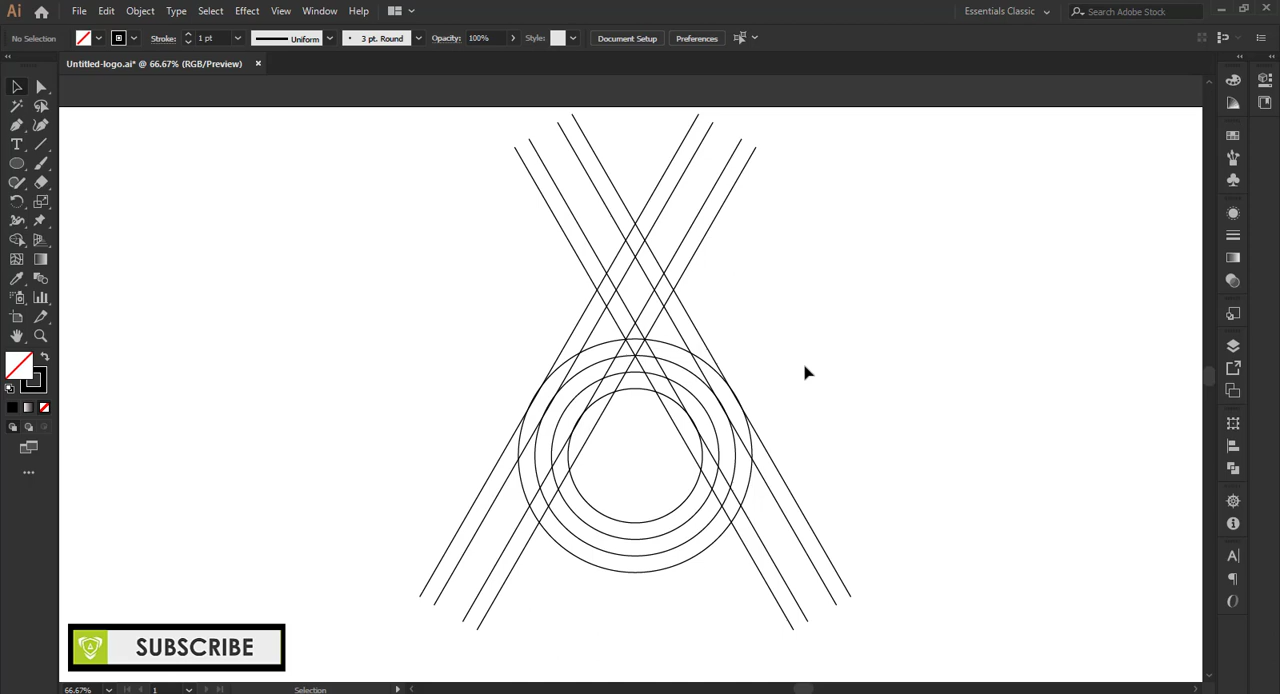 Ai File Edit Object Type Select Effect View Window Help Essentials Classic Search Adobe Stock
No Selection Stroke: 1 pt Uniform 3 pt. Round Opacity: 100% Style: Document Setup Preferences
Untitled-logo.ai* @ 66.67% (RGB/Preview) ×
SUBSCRIBE
66.67% 1 Selection